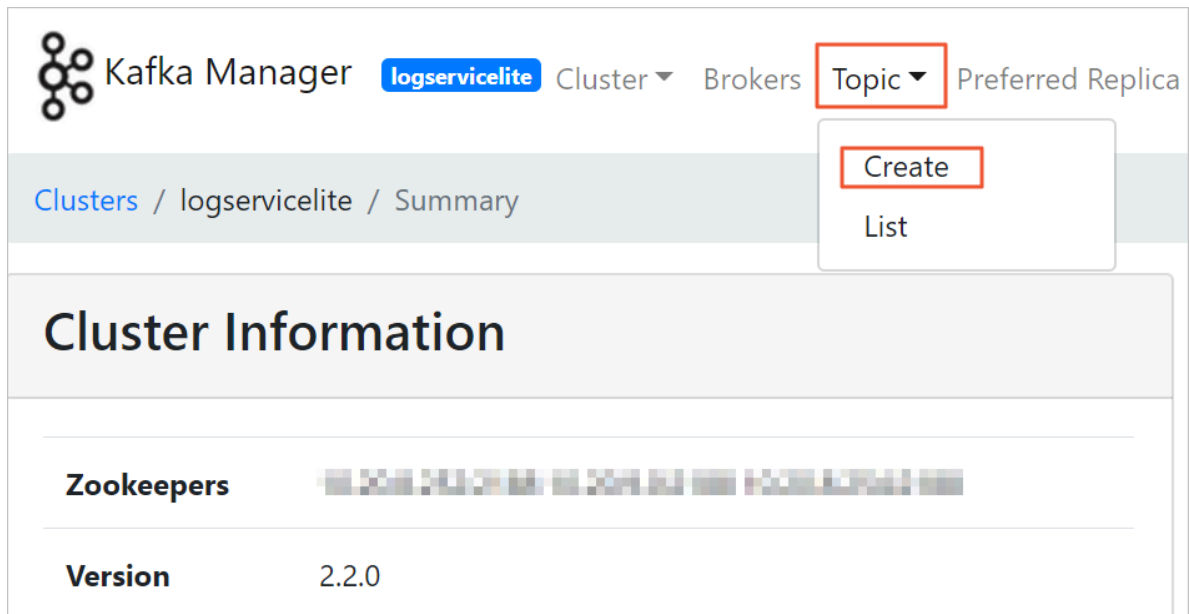 Kafka Manager logservicelite Cluster Brokers Topic Preferred Replica
Create
List
Clusters / logservicelite / Summary
Cluster Information
Zookeepers
Version 2.2.0